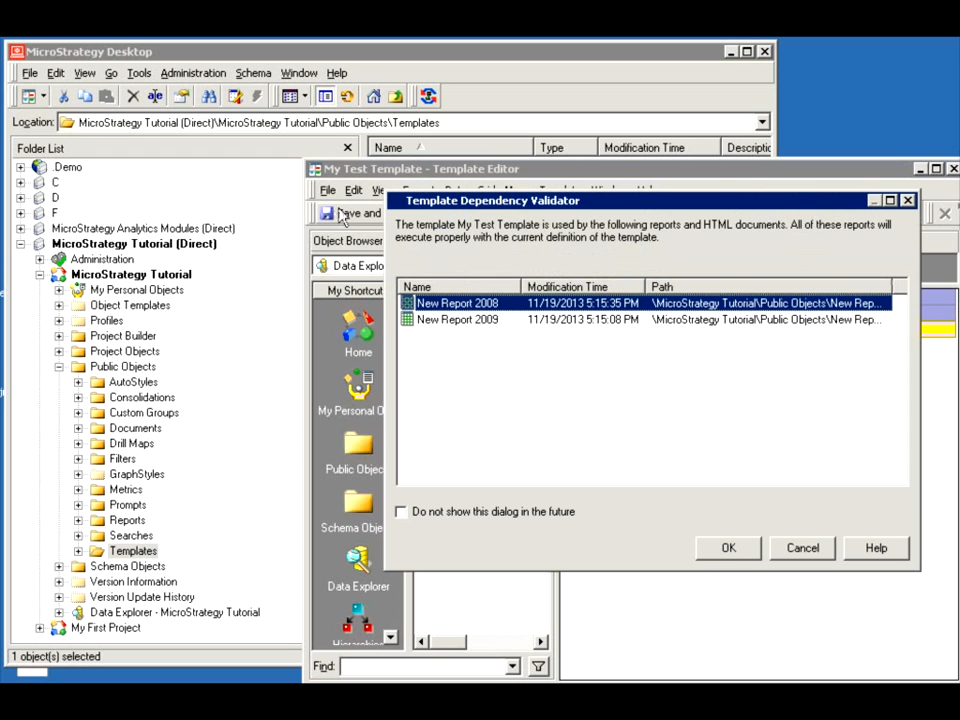 MicroStrategy Desktop
File Edit View Go Tools Administration Schema Window Help
Location: MicroStrategy Tutorial (Direct)\MicroStrategy Tutorial\Public Objects\Templates
Folder List
Name Type Modification Time Descriptic
.Demo
C
D
F
MicroStrategy Analytics Modules (Direct)
MicroStrategy Tutorial (Direct)
Administration
MicroStrategy Tutorial
My Personal Objects
Object Templates
Profiles
Project Builder
Project Objects
Public Objects
AutoStyles
Consolidations
Custom Groups
Documents
Drill Maps
Filters
GraphStyles
Metrics
Prompts
Reports
Searches
Templates
Schema Objects
Version Information
Version Update History
Data Explorer - MicroStrategy Tutorial
My First Project
1 object(s) selected
My Test Template - Template Editor
File Edit Vie
ve and
Object Browser
Data Explo
My Shortcut
Home
My Personal O
Public Objec
Schema Obje
Data Explorer
Find:
Template Dependency Validator
The template My Test Template is used by the following reports and HTML documents. All of these reports will
execute properly with the current definition of the template.
Name Modification Time Path
New Report 2008 11/19/2013 5:15:35 PM \MicroStrategy Tutorial\Public Objects\New Rep...
New Report 2009 11/19/2013 5:15:08 PM \MicroStrategy Tutorial\Public Objects\New Rep...
Do not show this dialog in the future
OK Cancel Help